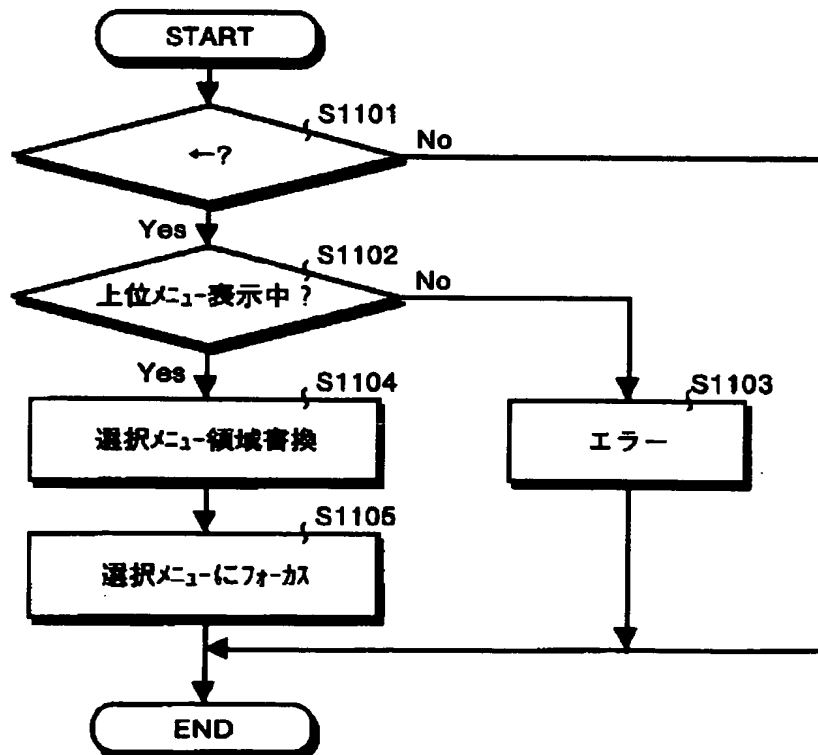 START
S1101
←?
No
Yes
S1102
上位メニュー表示中?
No
Yes
S1104
選択メニュー領域書換
S1103
エラー
S1105
選択メニューにフォーカス
END